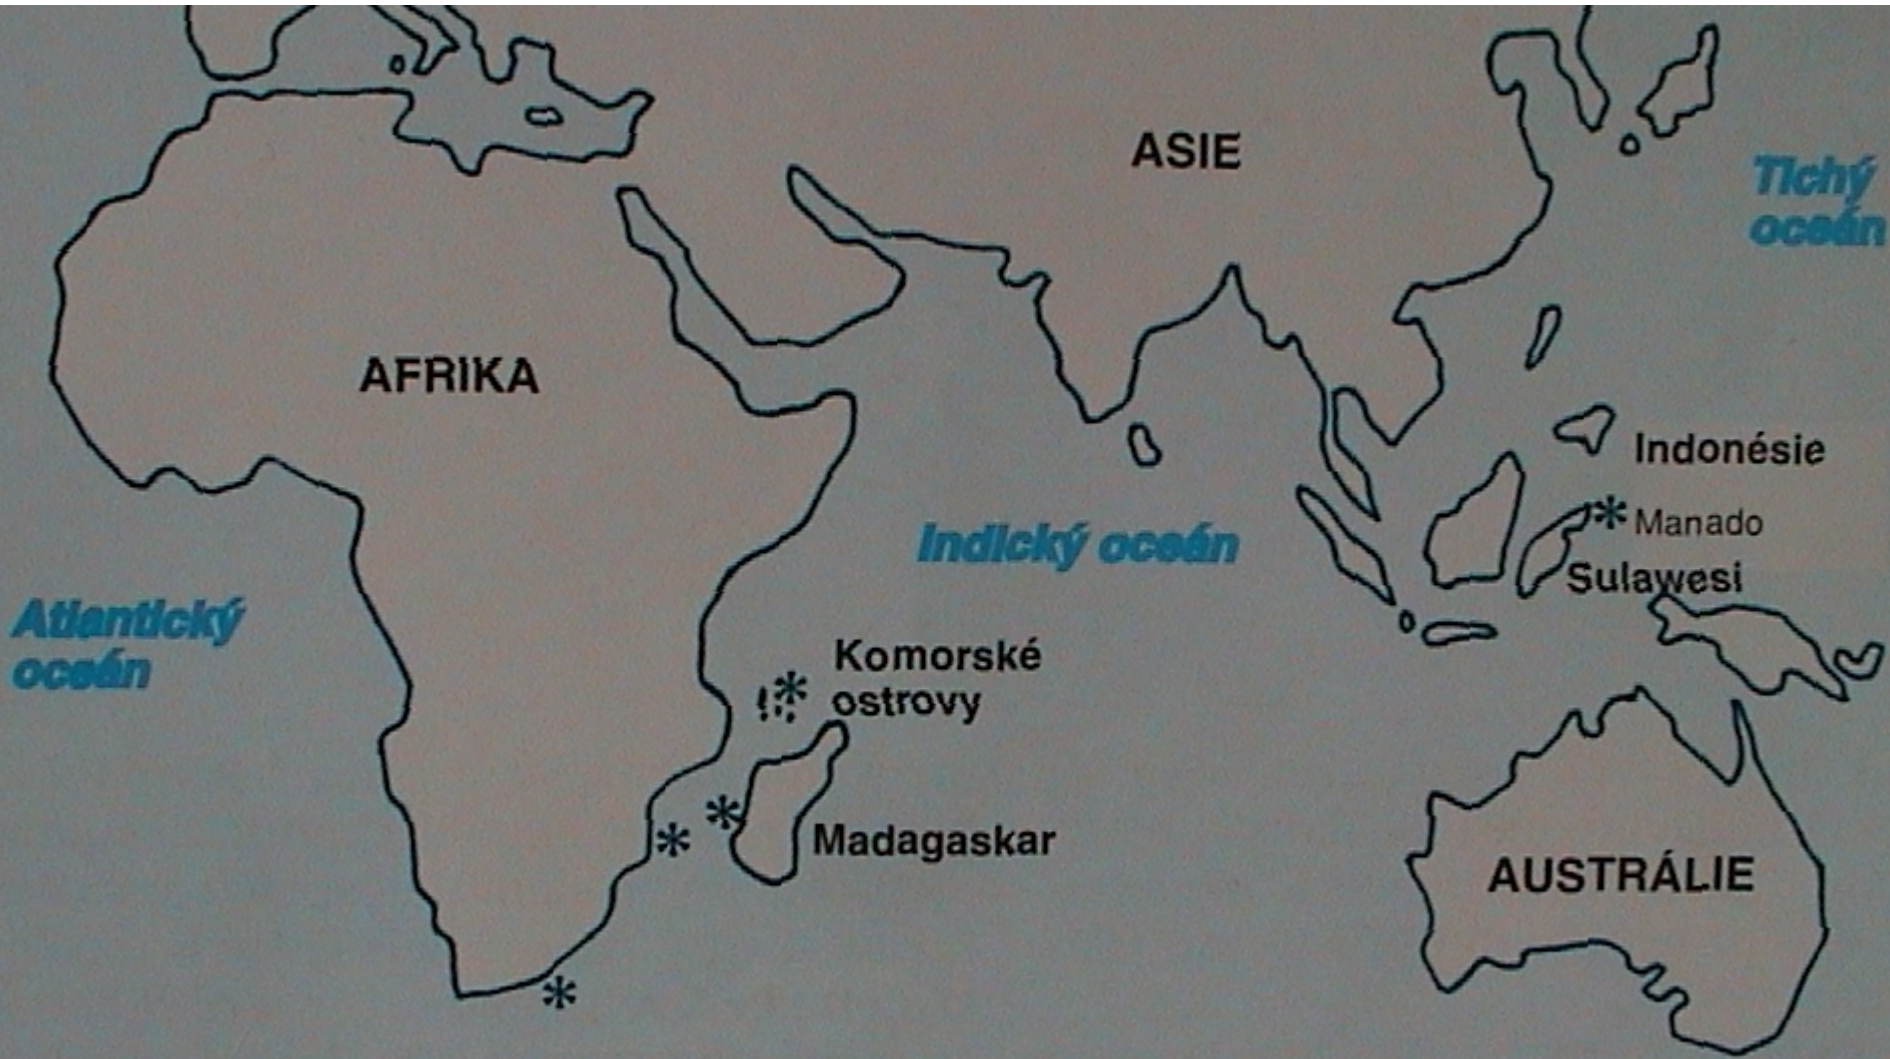 ASIE
Tichý
oceán
AFRIKA
Indonésie
* Manado
Sulawesi
Indický oceán
Atlantický
oceán
Komorské
ostrovy
Madagaskar
AUSTRÁLIE